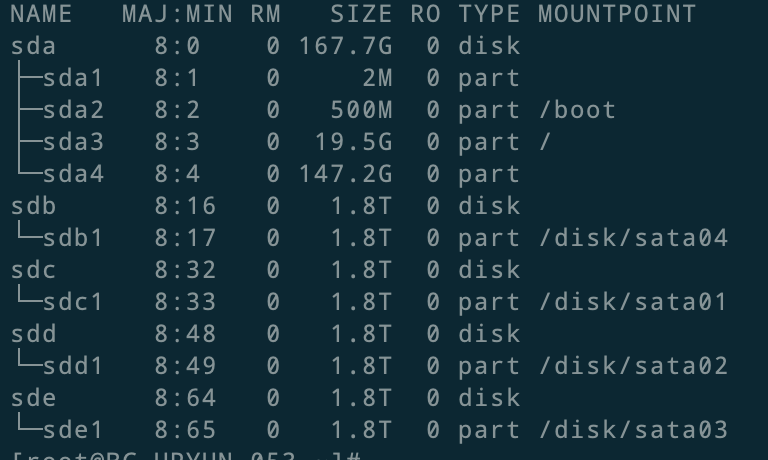 NAME   MAJ:MIN RM   SIZE RO TYPE MOUNTPOINT
sda      8:0    0 167.7G  0 disk
├─sda1   8:1    0     2M  0 part
├─sda2   8:2    0   500M  0 part /boot
├─sda3   8:3    0  19.5G  0 part /
└─sda4   8:4    0 147.2G  0 part
sdb      8:16   0   1.8T  0 disk
└─sdb1   8:17   0   1.8T  0 part /disk/sata04
sdc      8:32   0   1.8T  0 disk
└─sdc1   8:33   0   1.8T  0 part /disk/sata01
sdd      8:48   0   1.8T  0 disk
└─sdd1   8:49   0   1.8T  0 part /disk/sata02
sde      8:64   0   1.8T  0 disk
└─sde1   8:65   0   1.8T  0 part /disk/sata03